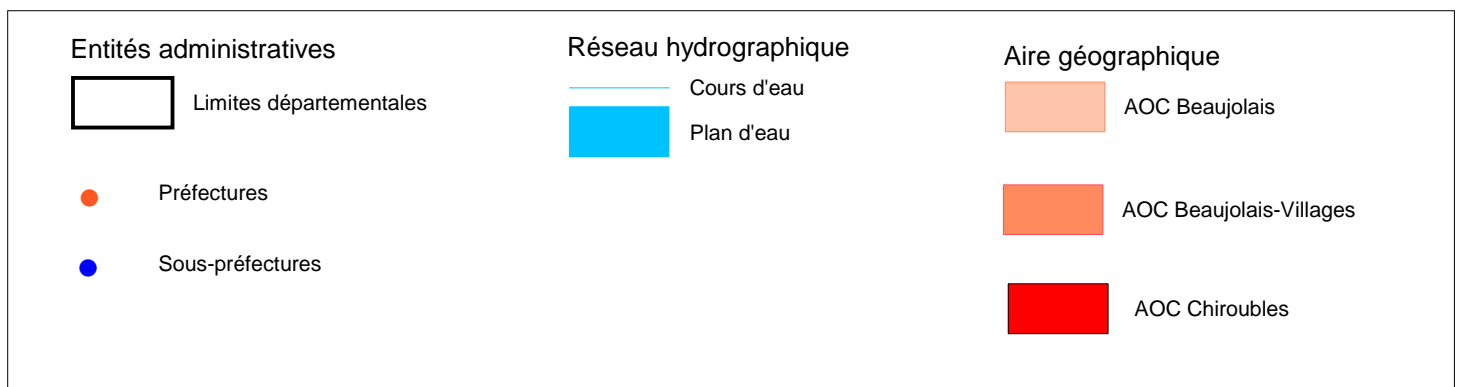 Entités administratives
Limites départementales
Préfectures
Sous-préfectures
Réseau hydrographique
Cours d'eau
Plan d'eau
Aire géographique
AOC Beaujolais
AOC Beaujolais-Villages
AOC Chiroubles